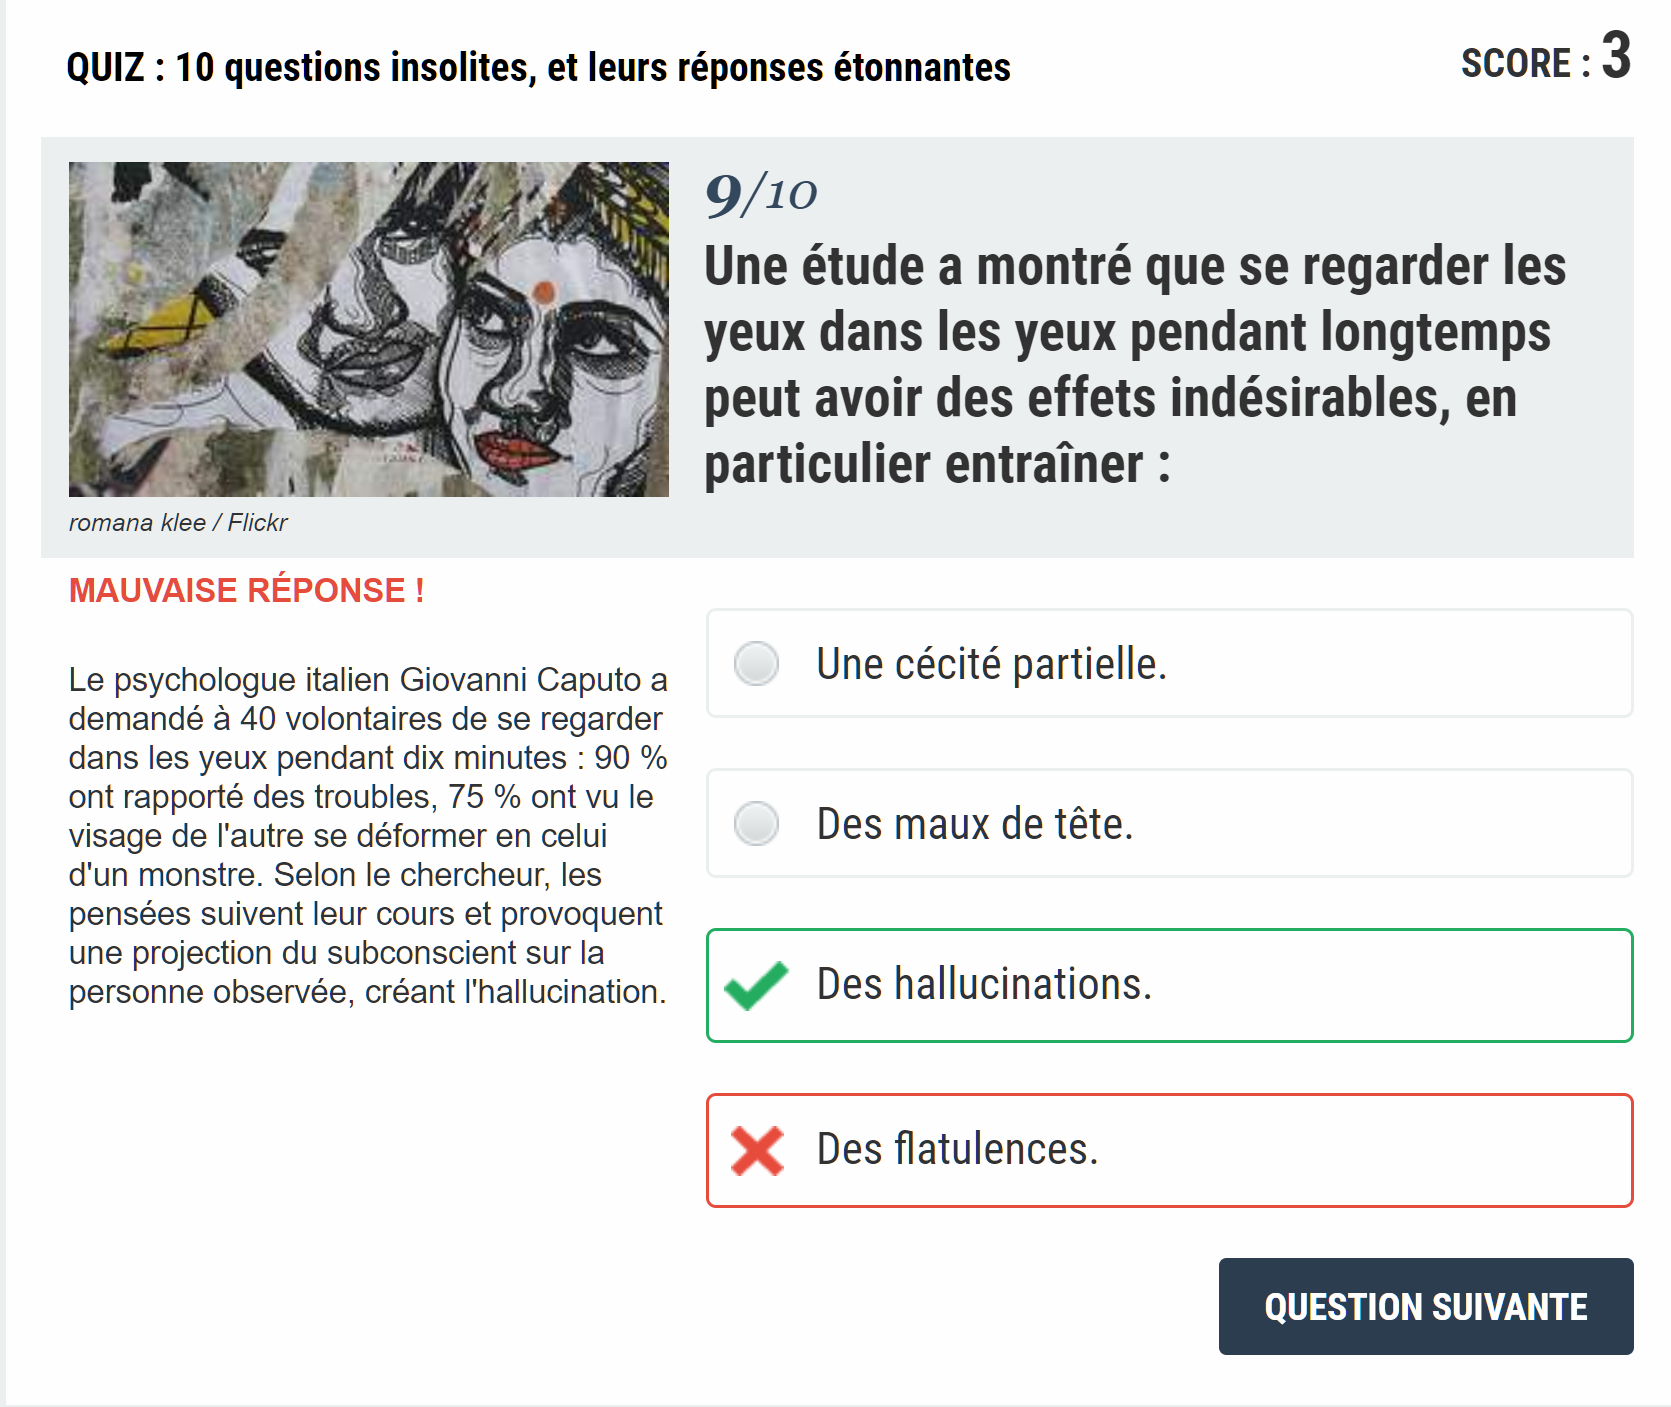 QUIZ : 10 questions insolites, et leurs réponses étonnantes
SCORE : 3
9/10
Une étude a montré que se regarder les
yeux dans les yeux pendant longtemps
peut avoir des effets indésirables, en
particulier entraîner :
romana klee / Flickr
MAUVAISE RÉPONSE !
Le psychologue italien Giovanni Caputo a
demandé à 40 volontaires de se regarder
dans les yeux pendant dix minutes : 90 %
ont rapporté des troubles, 75 % ont vu le
visage de l'autre se déformer en celui
d'un monstre. Selon le chercheur, les
pensées suivent leur cours et provoquent
une projection du subconscient sur la
personne observée, créant l'hallucination.
Une cécité partielle.
Des maux de tête.
Des hallucinations.
Des flatulences.
QUESTION SUIVANTE